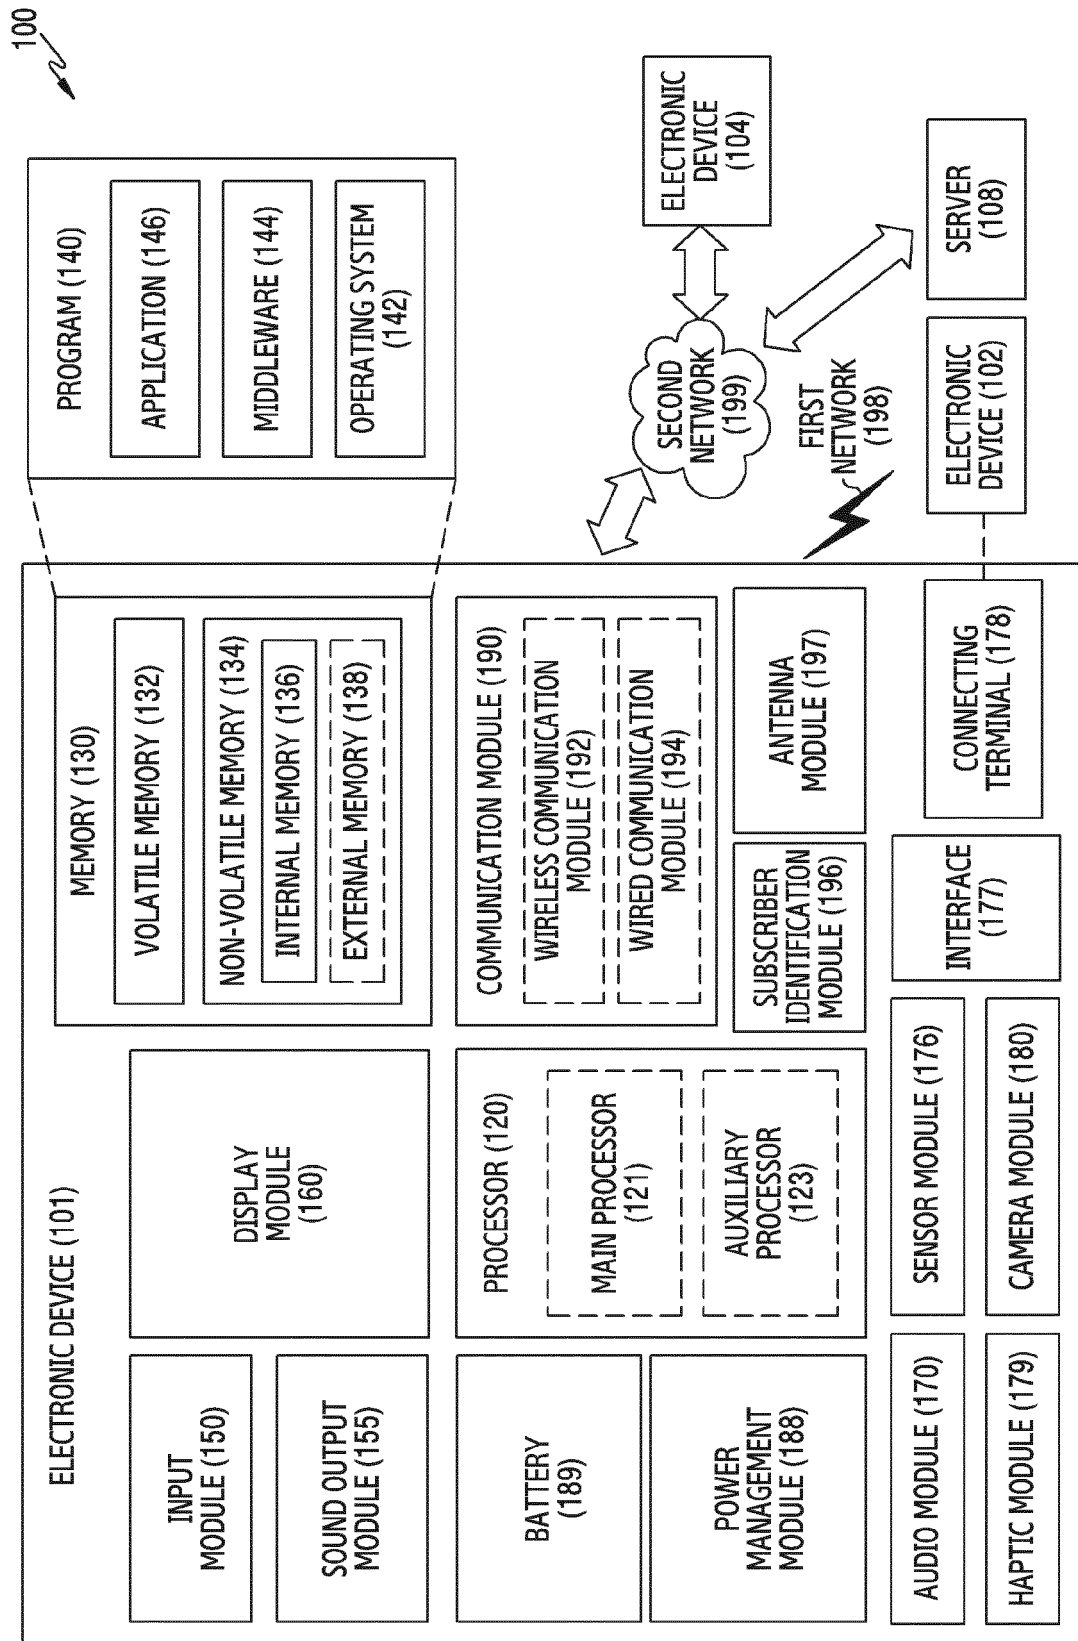 100
ELECTRONIC DEVICE (101)
INPUT
MODULE (150)
SOUND OUTPUT
MODULE (155)
DISPLAY
MODULE
(160)
MEMORY (130)
VOLATILE MEMORY (132)
NON-VOLATILE MEMORY (134)
INTERNAL MEMORY (136)
EXTERNAL MEMORY (138)
PROGRAM (140)
APPLICATION (146)
MIDDLEWARE (144)
OPERATING SYSTEM
(142)
BATTERY
(189)
POWER
MANAGEMENT
MODULE (188)
PROCESSOR (120)
MAIN PROCESSOR
(121)
AUXILIARY
PROCESSOR
(123)
COMMUNICATION MODULE (190)
WIRELESS COMMUNICATION
MODULE (192)
WIRED COMMUNICATION
MODULE (194)
SUBSCRIBER
IDENTIFICATION
MODULE (196)
ANTENNA
MODULE (197)
SECOND
NETWORK
(199)
ELECTRONIC
DEVICE
(104)
FIRST
NETWORK
(198)
AUDIO MODULE (170)
SENSOR MODULE (176)
HAPTIC MODULE (179)
CAMERA MODULE (180)
INTERFACE
(177)
CONNECTING
TERMINAL (178)
ELECTRONIC
DEVICE (102)
SERVER
(108)